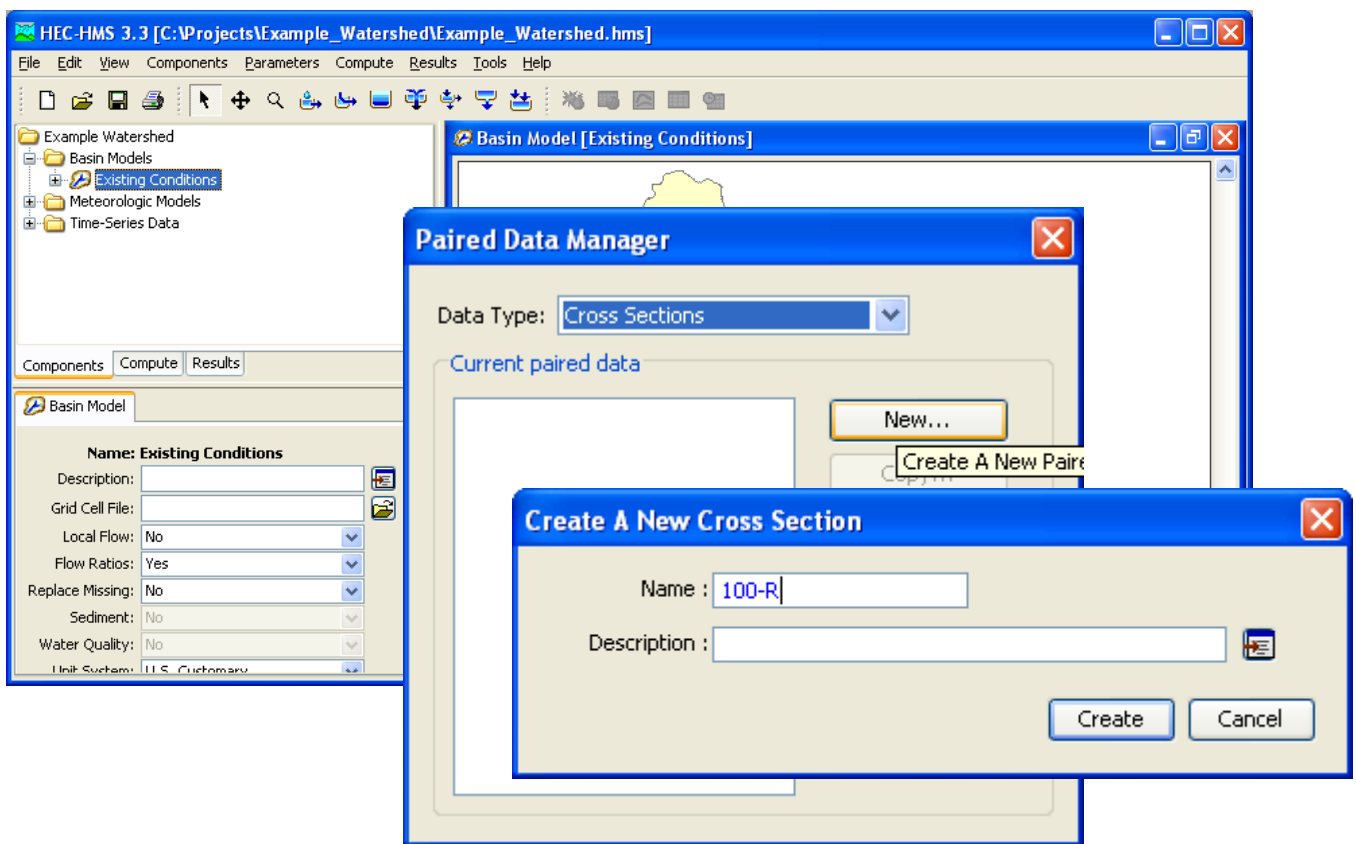 HEC-HMS 3.3 [C:\Projects\Example_Watershed\Example_Watershed.hms]
File Edit View Components Parameters Compute Results Tools Help
Example Watershed
Basin Models
Existing Conditions
Meteorologic Models
Time-Series Data
Components Compute Results
Basin Model
Name: Existing Conditions
Description:
Grid Cell File:
Local Flow: No
Flow Ratios: Yes
Replace Missing: No
Sediment: No
Water Quality: No
Unit System: U.S. Customary
Basin Model [Existing Conditions]
Paired Data Manager
Data Type: Cross Sections
Current paired data
New...
Create A New Paire
Create A New Cross Section
Name : 100-R
Description :
Create Cancel